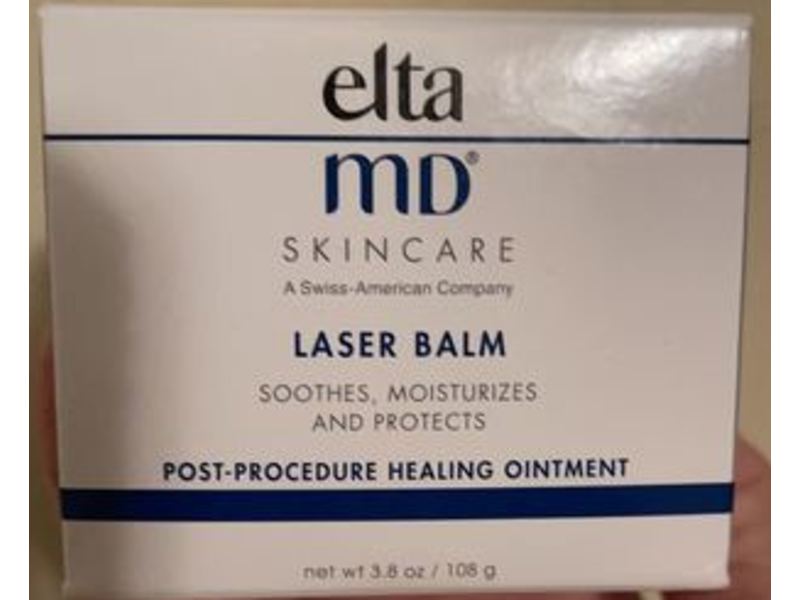 elta
MD®
SKINCARE
A Swiss-American Company
LASER BALM
SOOTHES, MOISTURIZES
AND PROTECTS
POST-PROCEDURE HEALING OINTMENT
net wt 3.8 oz / 108 g